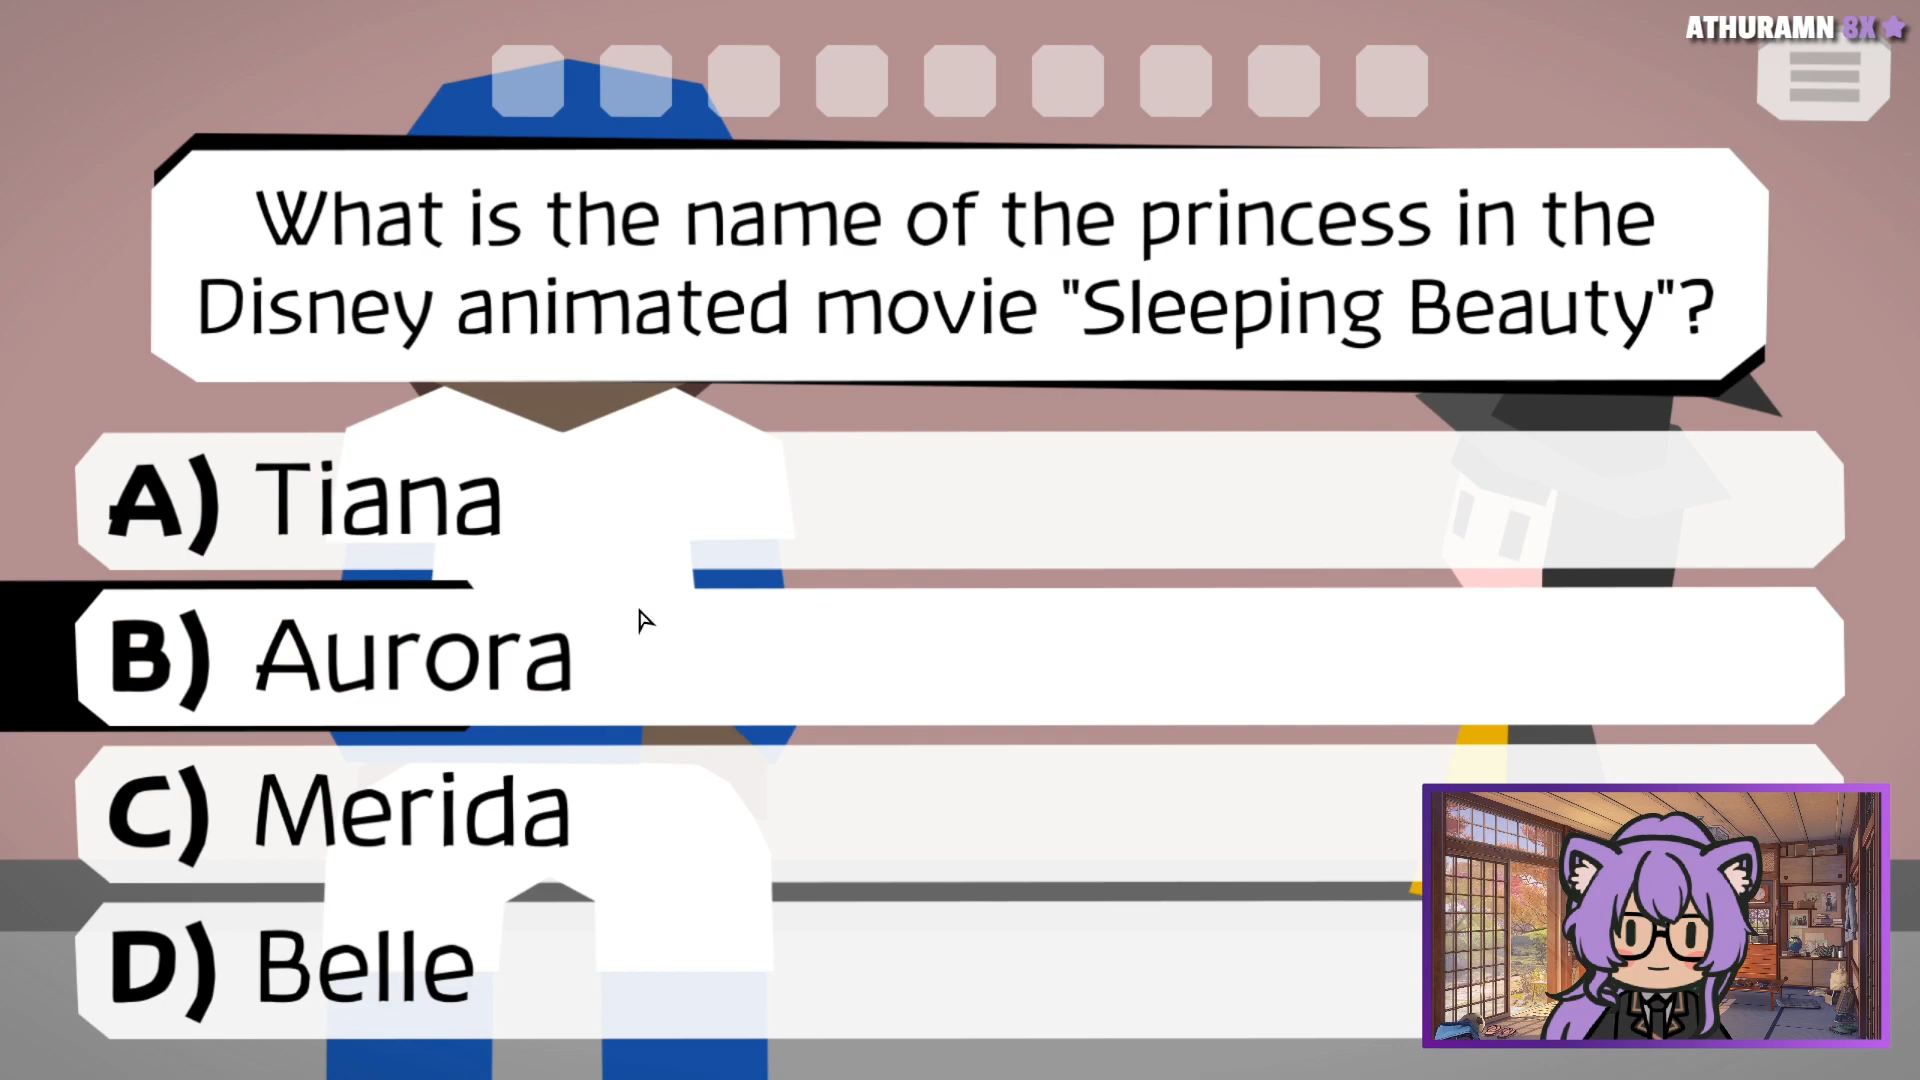 ATHURAMN 8X
What is the name of the princess in the
Disney animated movie "Sleeping Beauty"?
A) Tiana
B) Aurora
C) Merida
D) Belle